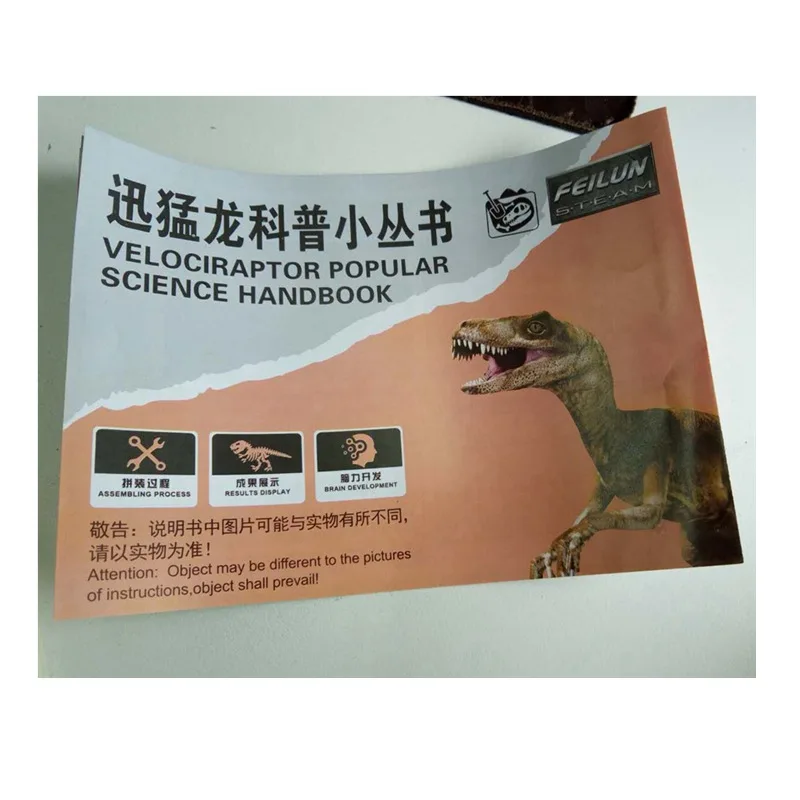 迅猛龙科普小丛书
VELOCIRAPTOR POPULAR
SCIENCE HANDBOOK
FEILUN
S·T·E·A·M
拼装过程
ASSEMBLING PROCESS
成果展示
RESULTS DISPLAY
脑力开发
BRAIN DEVELOPMENT
敬告：说明书中图片可能与实物有所不同，
请以实物为准！
Attention: Object may be different to the pictures
of instructions,object shall prevail!